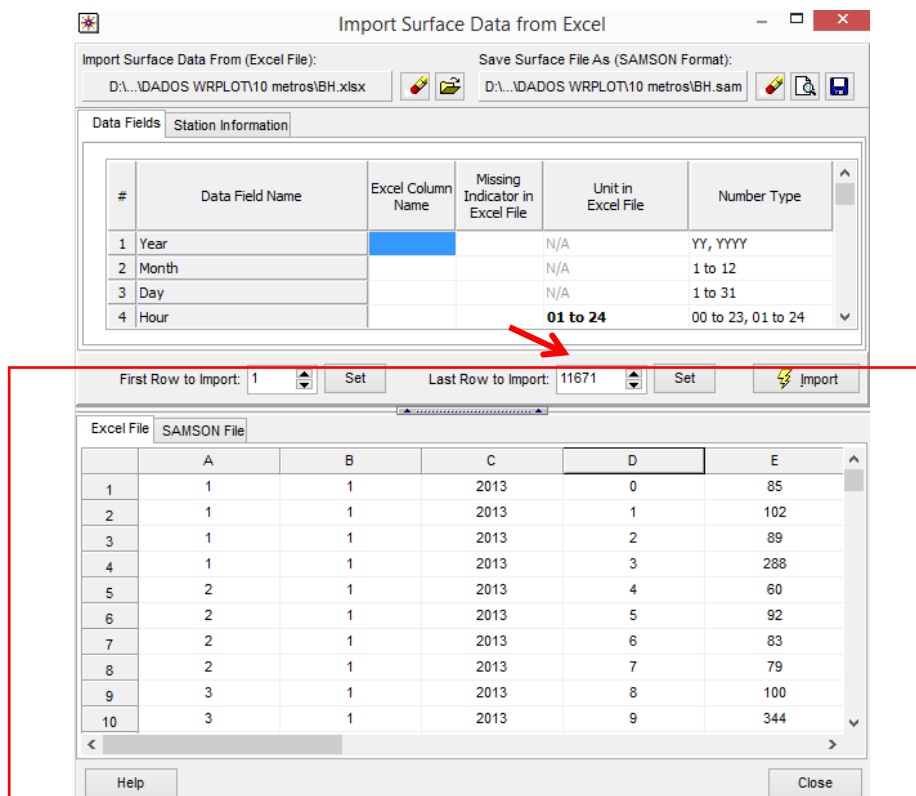 Import Surface Data from Excel
Import Surface Data From (Excel File): Save Surface File As (SAMSON Format):
D:\...\DADOS WRPLOT\10 metros\BH.xlsx D:\...\DADOS WRPLOT\10 metros\BH.sam
Data Fields Station Information
# Data Field Name Excel Column Name Missing Indicator in Excel File Unit in Excel File Number Type
1 Year N/A YY, YYYY
2 Month N/A 1 to 12
3 Day N/A 1 to 31
4 Hour 01 to 24 00 to 23, 01 to 24
First Row to Import: 1 Set Last Row to Import: 11671 Set Import
Excel File SAMSON File
A B C D E
1 1 1 2013 0 85
2 1 1 2013 1 102
3 1 1 2013 2 89
4 1 1 2013 3 288
5 2 1 2013 4 60
6 2 1 2013 5 92
7 2 1 2013 6 83
8 2 1 2013 7 79
9 3 1 2013 8 100
10 3 1 2013 9 344
Help Close